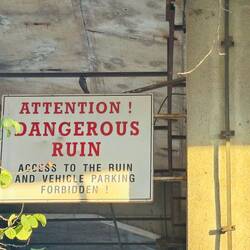 ATTENTION !
DANGEROUS
RUIN
ACCESS TO THE RUIN
AND VEHICLE PARKING
FORBIDDEN !